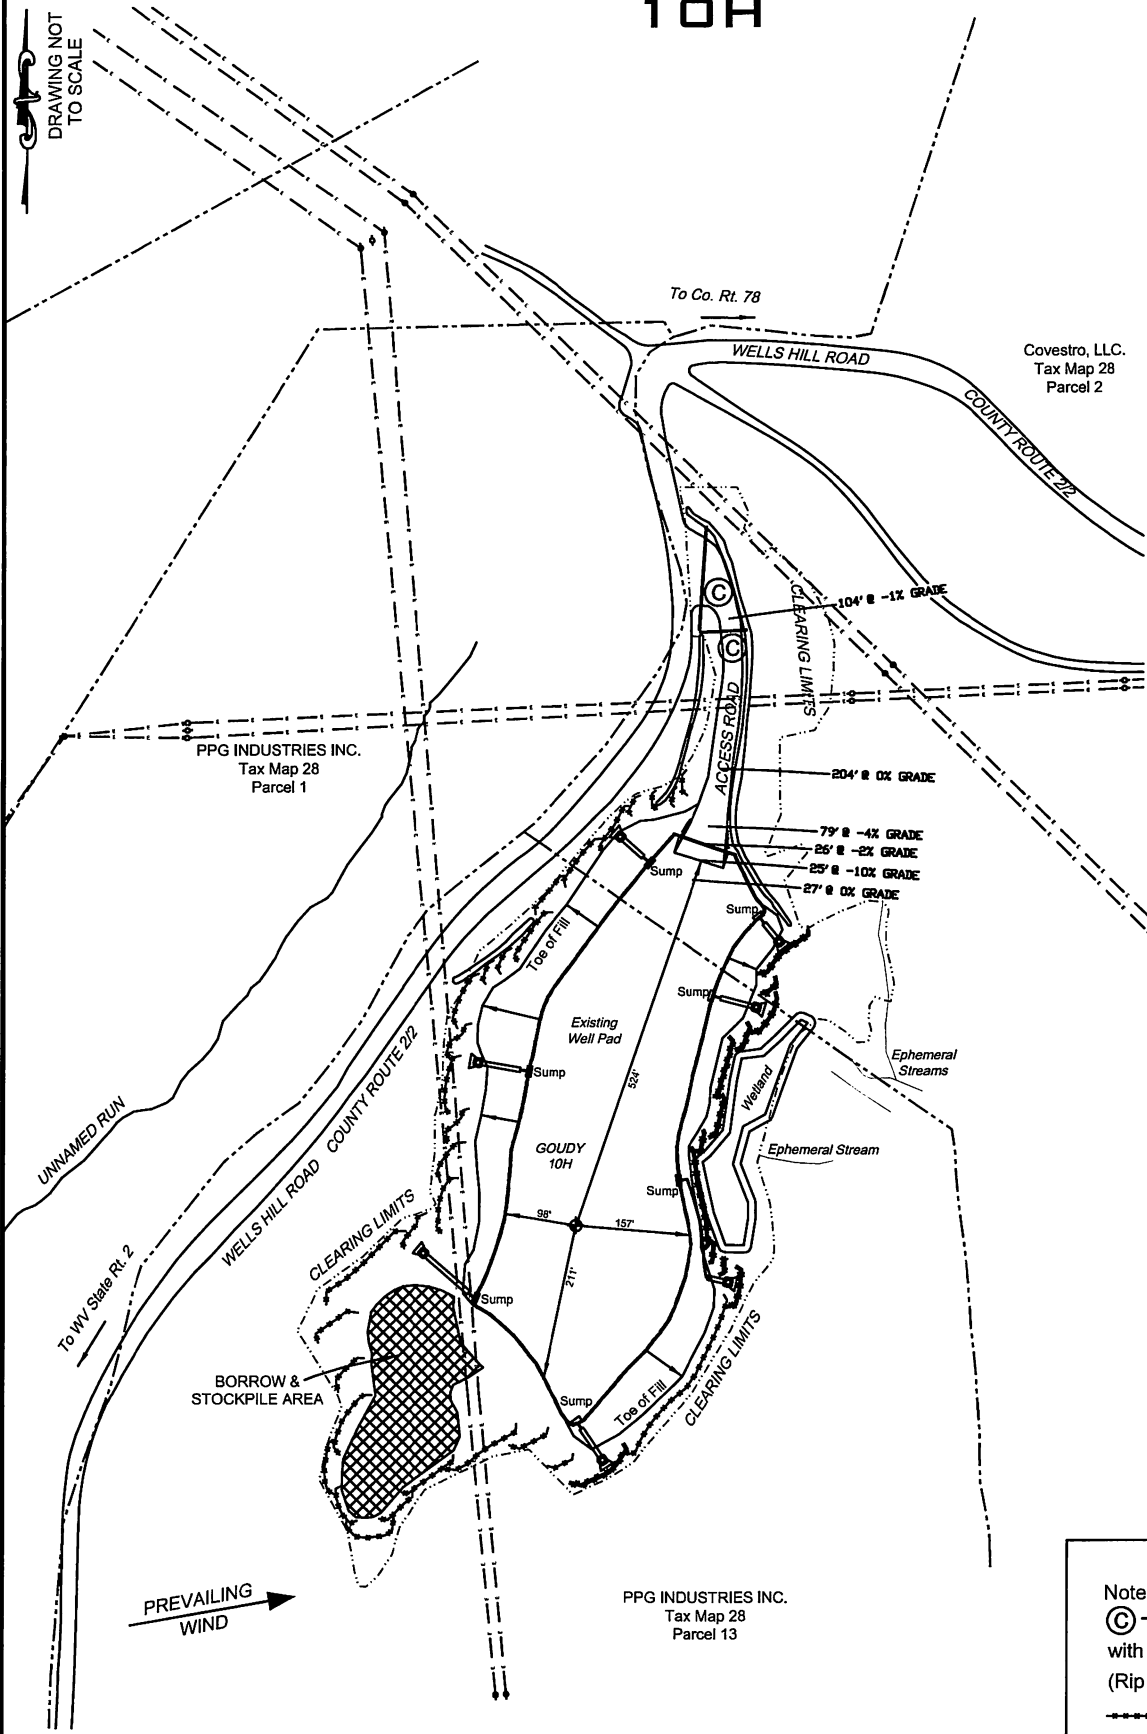 10H
DRAWING NOT
TO SCALE
To Co. Rt. 78
WELLS HILL ROAD
COUNTY ROUTE 2/2
Covestro, LLC.
Tax Map 28
Parcel 2
C
104' @ -1% GRADE
C
CLEARING LIMITS
ACCESS ROAD
PPG INDUSTRIES INC.
Tax Map 28
Parcel 1
204' @ 0% GRADE
79' @ -4% GRADE
26' @ -2% GRADE
25' @ -10% GRADE
27' @ 0% GRADE
Sump
Sump
Toe of Fill
Sump
Existing
Well Pad
Sump
524'
Wetland
Ephemeral
Streams
UNNAMED RUN
WELLS HILL ROAD COUNTY ROUTE 2/2
GOUDY
10H
Ephemeral Stream
Sump
98'
157'
211'
CLEARING LIMITS
To WV State Rt. 2
Sump
BORROW &
STOCKPILE AREA
Sump
Toe of Fill
CLEARING LIMITS
PREVAILING
WIND
PPG INDUSTRIES INC.
Tax Map 28
Parcel 13
Note
C -
with
(Rip